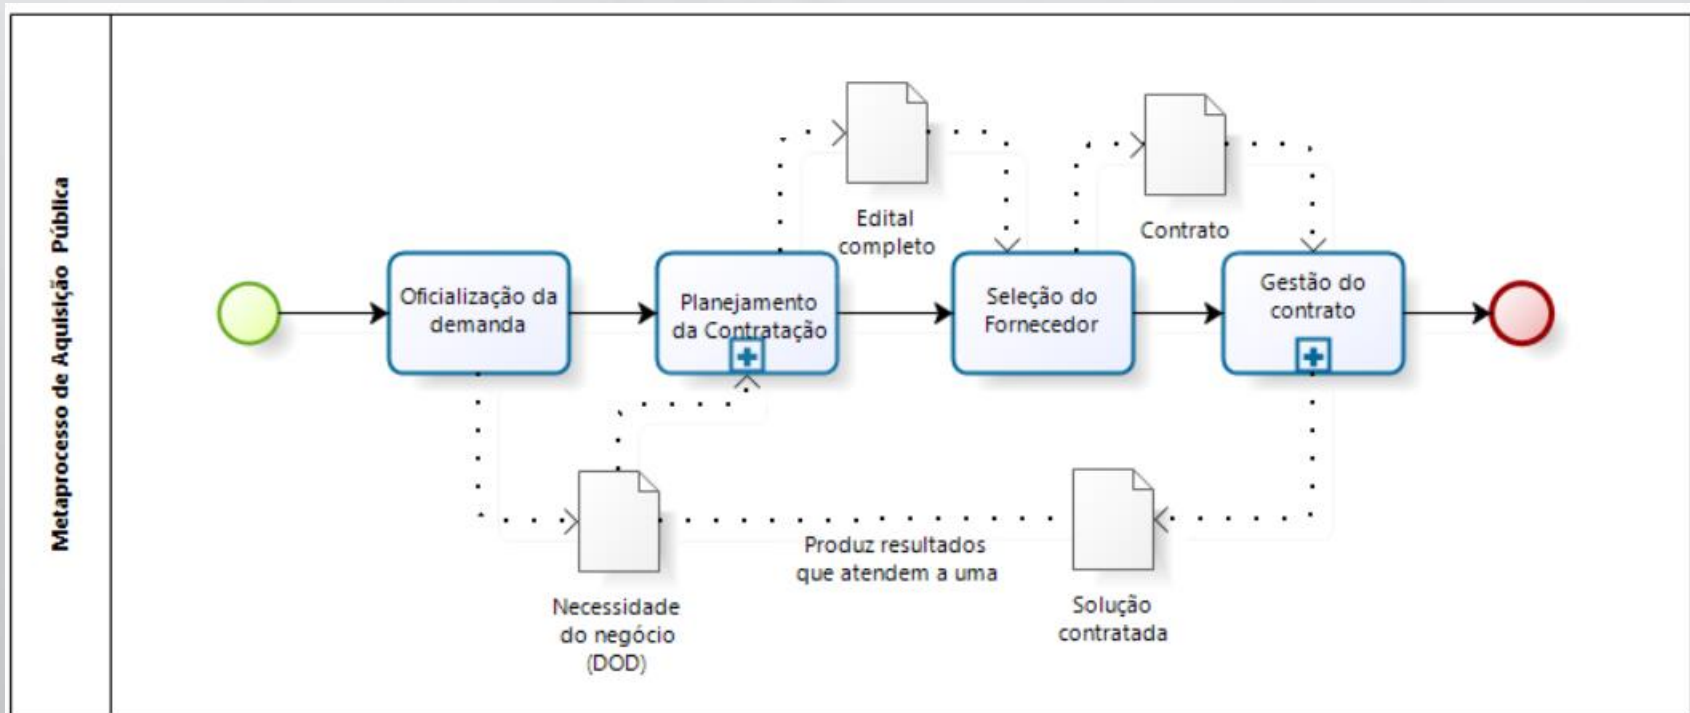 Metaprocesso de Aquisição Pública
Edital
completo
Contrato
Oficialização da
demanda
Planejamento
da Contratação
Seleção do
Fornecedor
Gestão do
contrato
Produz resultados
que atendem a uma
Necessidade
do negócio
(DOD)
Solução
contratada